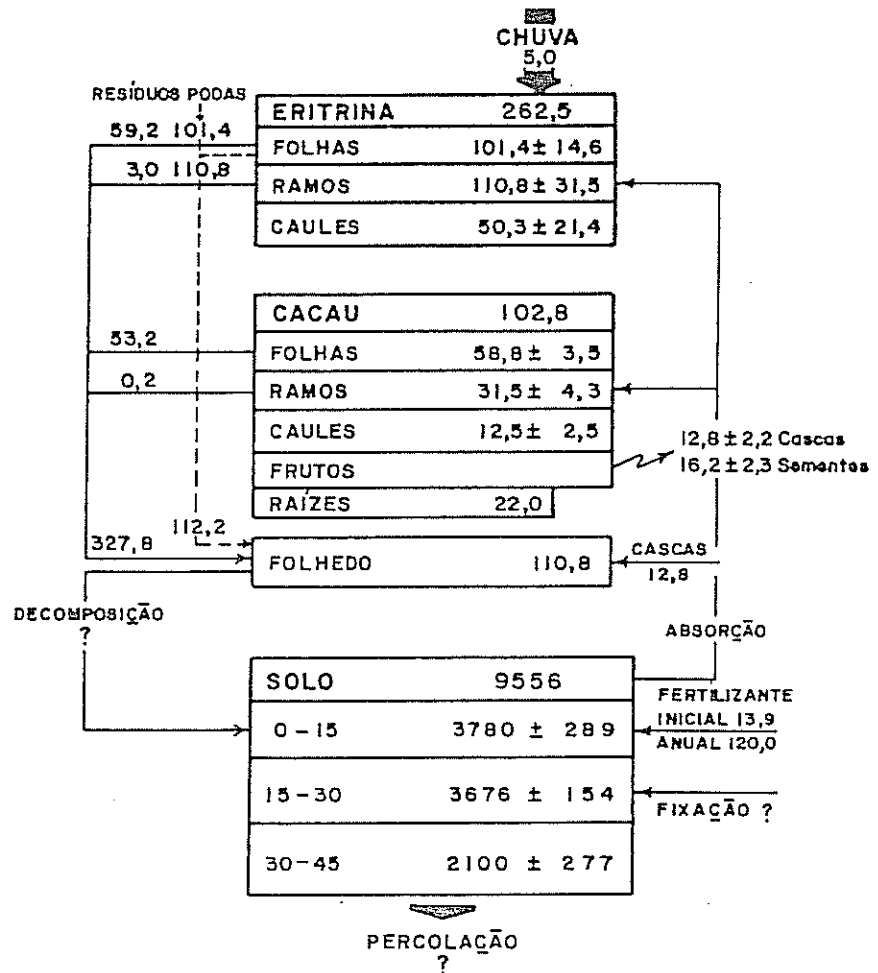 CHUVA
5,0
RESÍDUOS PODAS
59,2 101,4
3,0 110,8
ERITRINA 262,5
FOLHAS 101,4± 14,6
RAMOS 110,8± 31,5
CAULES 50,3± 21,4
53,2
0,2
CACAU 102,8
FOLHAS 58,8± 3,5
RAMOS 31,5± 4,3
CAULES 12,5± 2,5
FRUTOS
RAÍZES 22,0
12,8±2,2 Cascas
16,2±2,3 Sementes
112,2
327,8
FOLHEDO 110,8
CASCAS
12,8
DECOMPOSIÇÃO
?
ABSORÇÃO
SOLO 9556
0-15 3780 ± 289
15-30 3676 ± 154
30-45 2100 ± 277
FERTILIZANTE
INICIAL 13,9
ANUAL 120,0
FIXAÇÃO ?
PERCOLAÇÃO
?